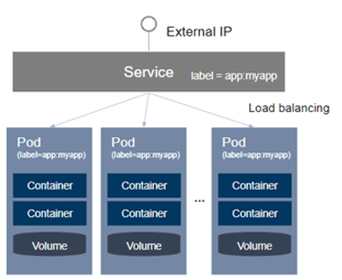 External IP
Service label = app:myapp
Load balancing
Pod
(label=app:myapp)
Container
Container
Volume
Pod
(label=app:myapp)
Container
Container
Volume
...
Pod
(label=app:myapp)
Container
Container
Volume